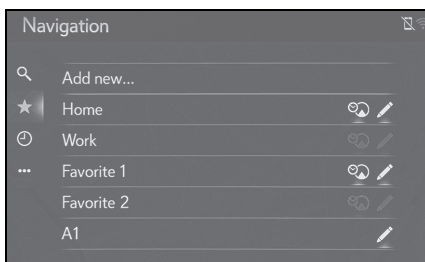 Navigation
Add new...
Home
Work
Favorite 1
Favorite 2
A1